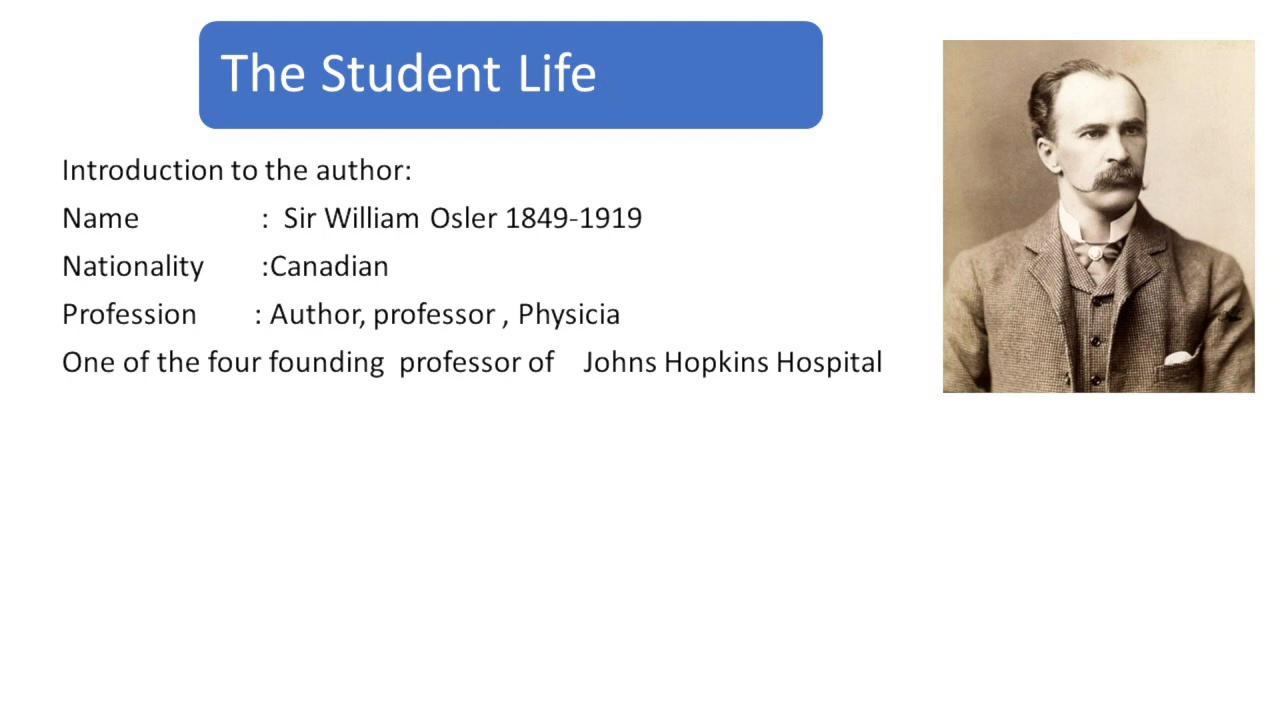 The Student Life
Introduction to the author:
Name : Sir William Osler 1849-1919
Nationality :Canadian
Profession : Author, professor , Physicia
One of the four founding professor of Johns Hopkins Hospital